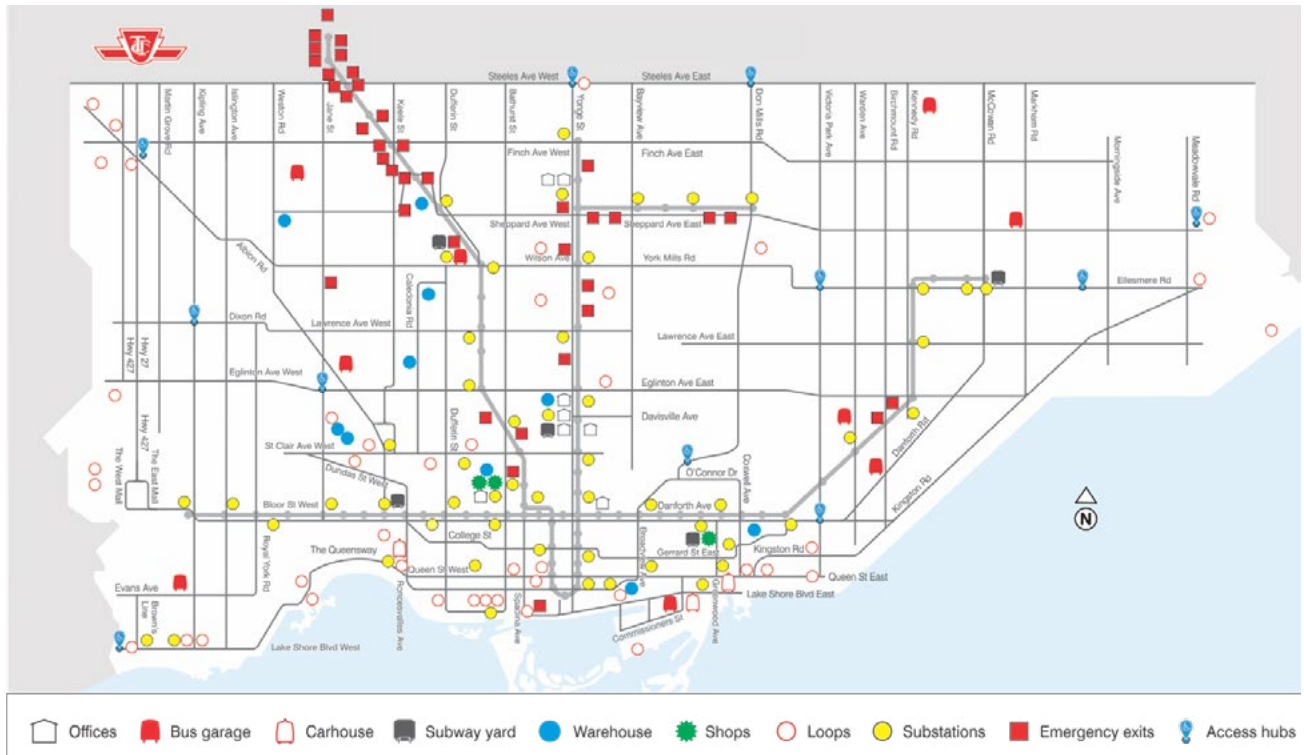 TTC
Steeles Ave West
Steeles Ave East
Martin Grove Rd
Kipling Ave
Islington Ave
Weston Rd
Jane St
Keele St
Dufferin St
Bathurst St
Yonge St
Bayview Ave
Don Mills Rd
Victoria Park Ave
Warden Ave
Birchmount Rd
Kennedy Rd
McCowan Rd
Markham Rd
Morningside Ave
Meadowvale Rd
Finch Ave West
Finch Ave East
Sheppard Ave West
Sheppard Ave East
Albion Rd
Wilson Ave
York Mills Rd
Ellesmere Rd
Caledonia Rd
Dixon Rd
Lawrence Ave West
Lawrence Ave East
Hwy 427
Hwy 27
Eglinton Ave West
Eglinton Ave East
Davisville Ave
Hwy 427
Dufferin St
St Clair Ave West
Dundas St West
O'Connor Dr
Coxwell Ave
Danforth Rd
Kingston Rd
The West Mall
The East Mall
Bloor St West
Danforth Ave
N
College St
Royal York Rd
The Queensway
Broadview Ave
Gerrard St East
Kingston Rd
Queen St West
Queen St East
Evans Ave
Brown's Line
Roncesvalles Ave
Spadina Ave
Greenwood Ave
Lake Shore Blvd East
Commissioners St
Lake Shore Blvd West
Offices
Bus garage
Carhouse
Subway yard
Warehouse
Shops
Loops
Substations
Emergency exits
Access hubs